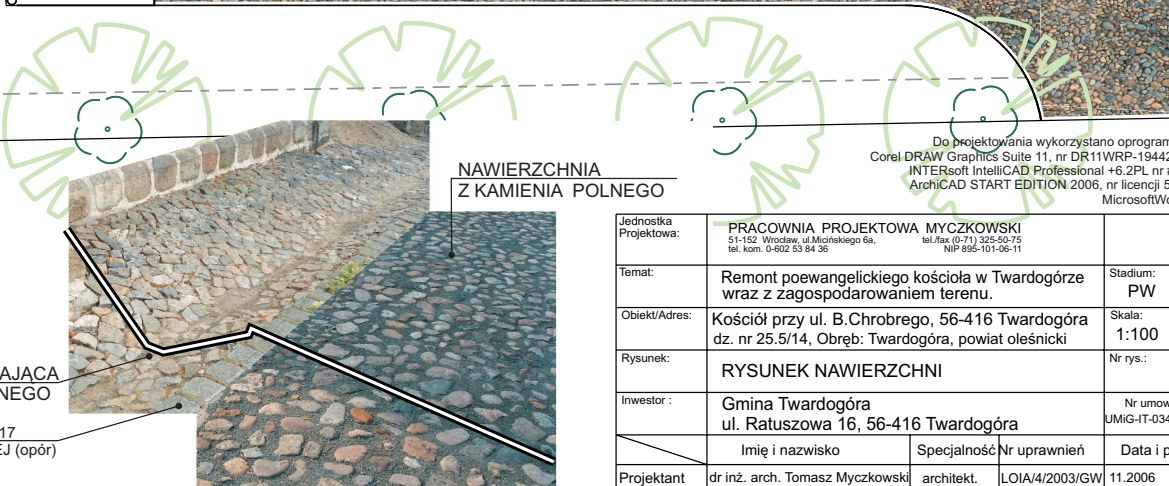 Do projektowania wykorzystano oprogram
Corel DRAW Graphics Suite 11, nr DR11WRP-19442
INTERsoft IntelliCAD Professional +6.2PL nr #
ArchiCAD START EDITION 2006, nr licencji 5
MicrosoftWo
NAWIERZCHNIA
Z KAMIENIA POLNEGO
AJĄCA
NEGO
17
EJ (opór)
Jednostka
Projektowa:
PRACOWNIA PROJEKTOWA MYCZKOWSKI
51-152 Wrocław, ul.Micińskiego 6a, tel./fax (0-71) 325-50-75
tel. kom. 0-602 53 84 36 NIP 895-101-06-11
Temat:
Remont poewangelickiego kościoła w Twardogórze
wraz z zagospodarowaniem terenu.
Stadium:
PW
Obiekt/Adres:
Kościół przy ul. B.Chrobrego, 56-416 Twardogóra
dz. nr 25.5/14, Obręb: Twardogóra, powiat oleśnicki
Skala:
1:100
Rysunek:
RYSUNEK NAWIERZCHNI
Nr rys.:
Inwestor :
Gmina Twardogóra
ul. Ratuszowa 16, 56-416 Twardogóra
Nr umow
UMiG-IT-034
Imię i nazwisko Specjalność Nr uprawnień Data i p
Projektant dr inż. arch. Tomasz Myczkowski architekt. LOIA/4/2003/GW 11.2006